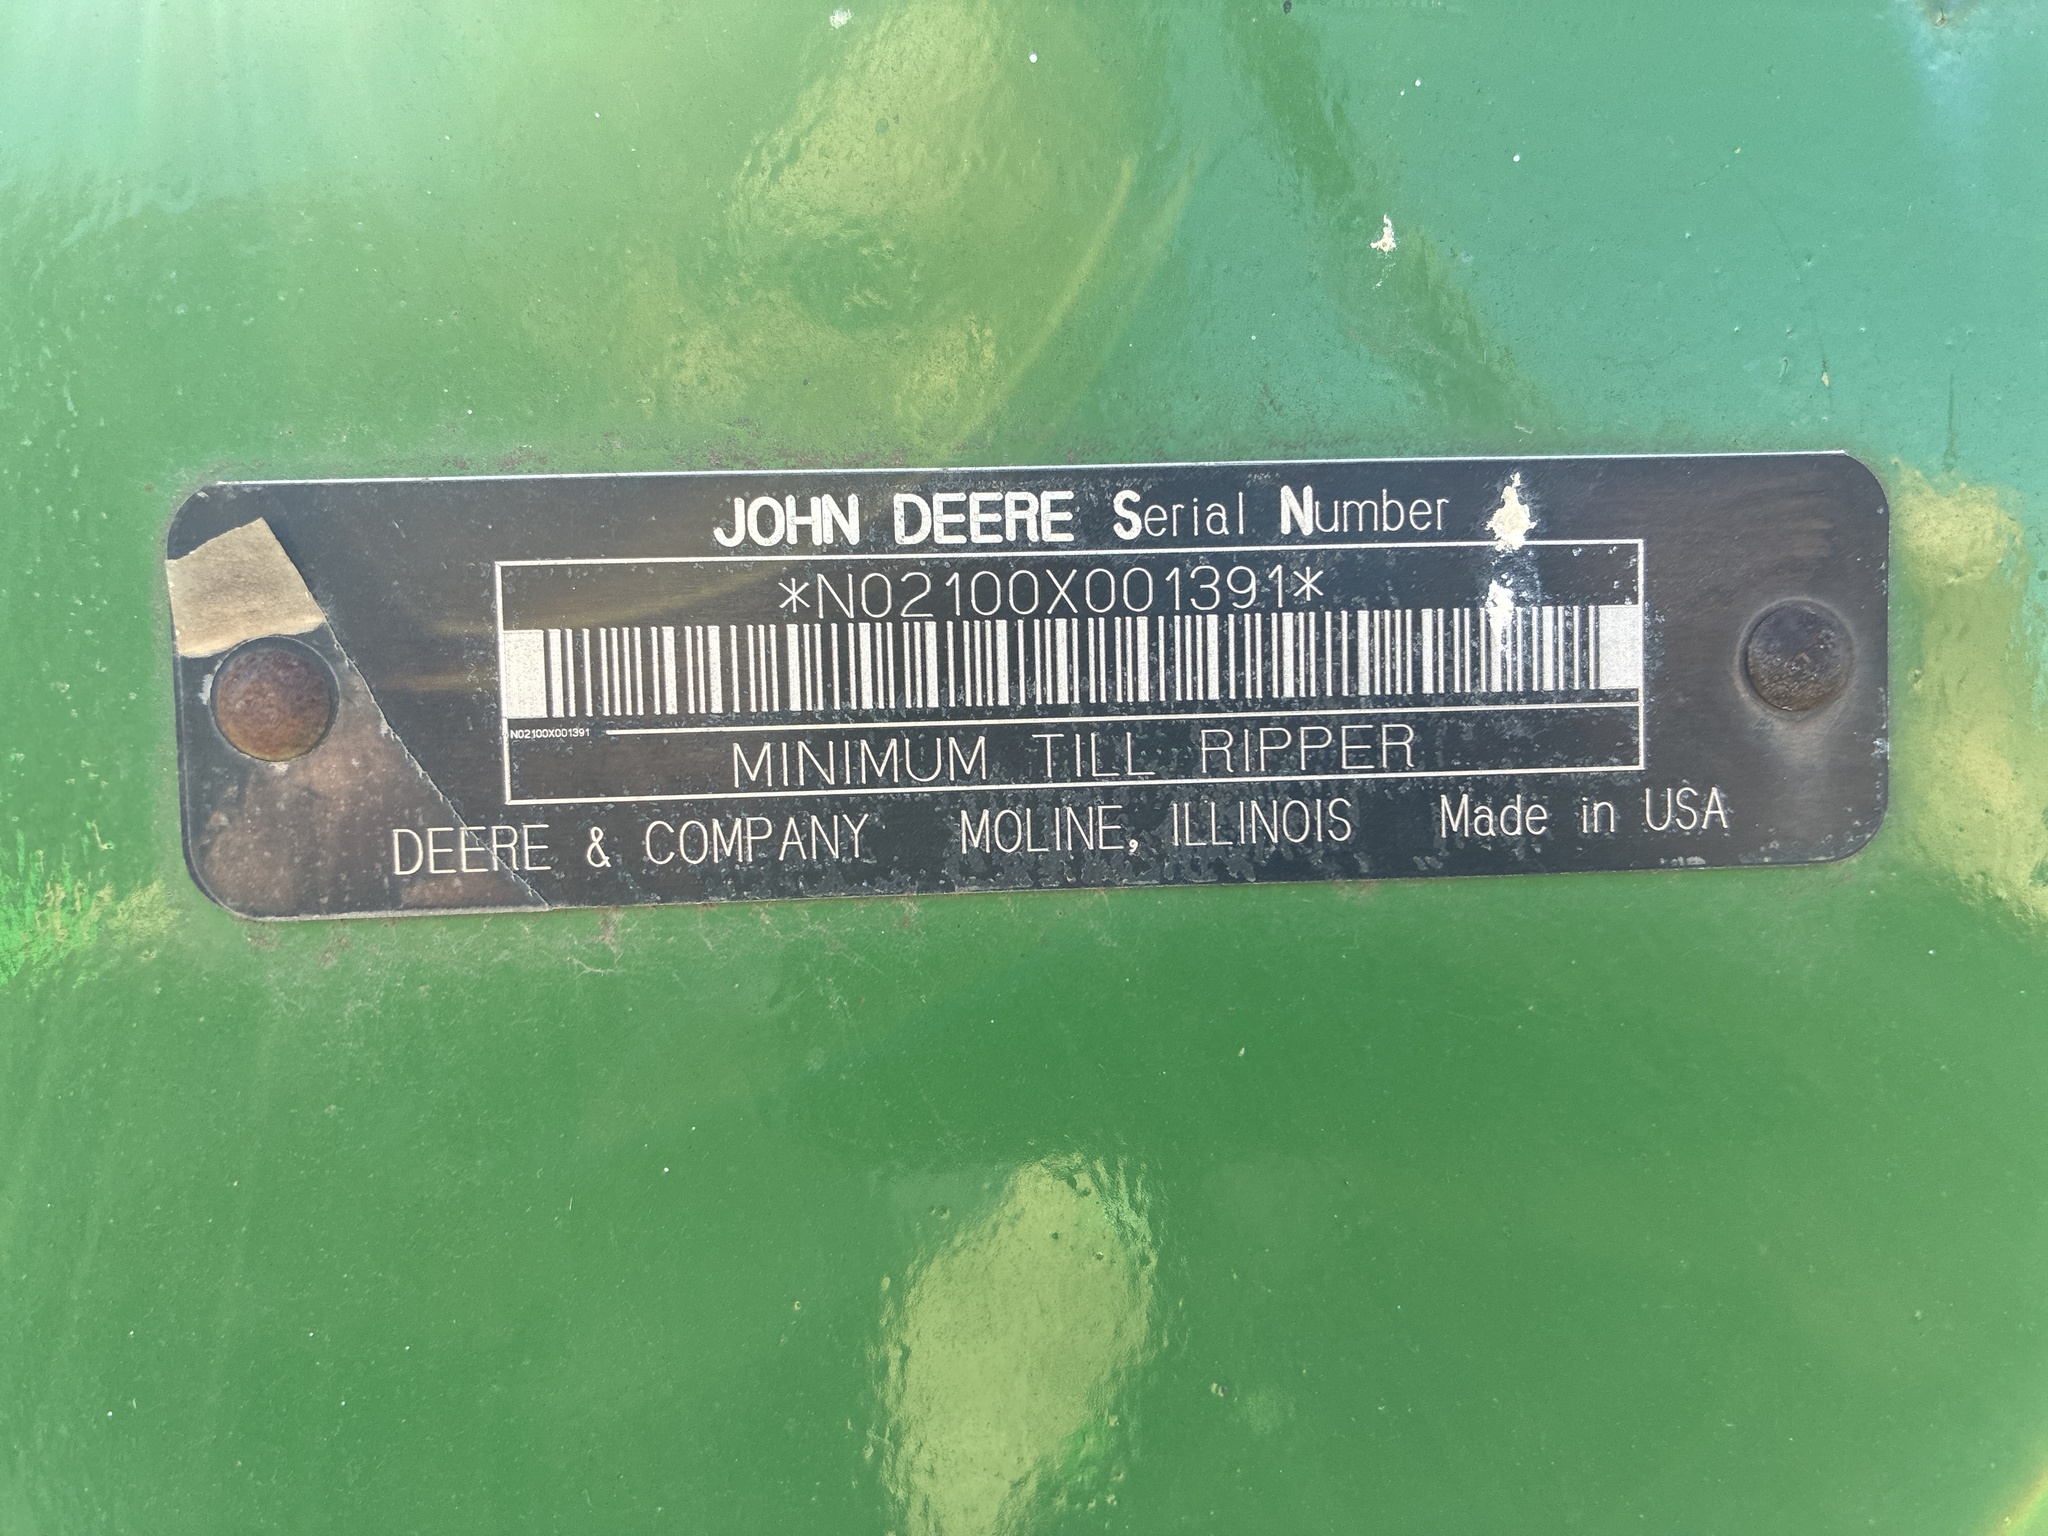 JOHN DEERE Serial Number
*N02100X001391*
N02100X001391
MINIMUM TILL RIPPER
DEERE & COMPANY MOLINE, ILLINOIS Made in USA